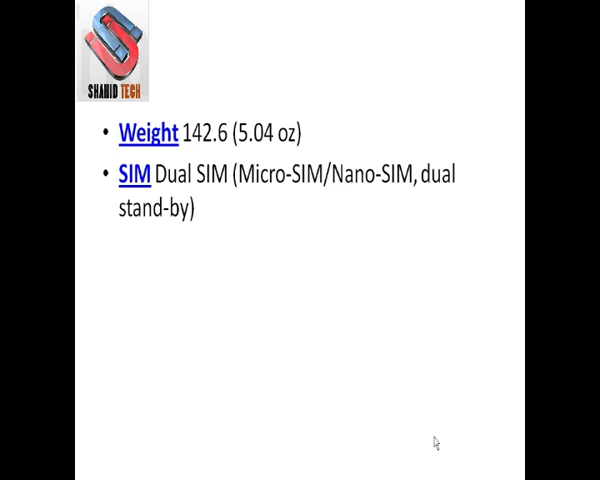 SHAHID TECH
• Weight 142.6 (5.04 oz)
• SIM Dual SIM (Micro-SIM/Nano-SIM, dual
stand-by)